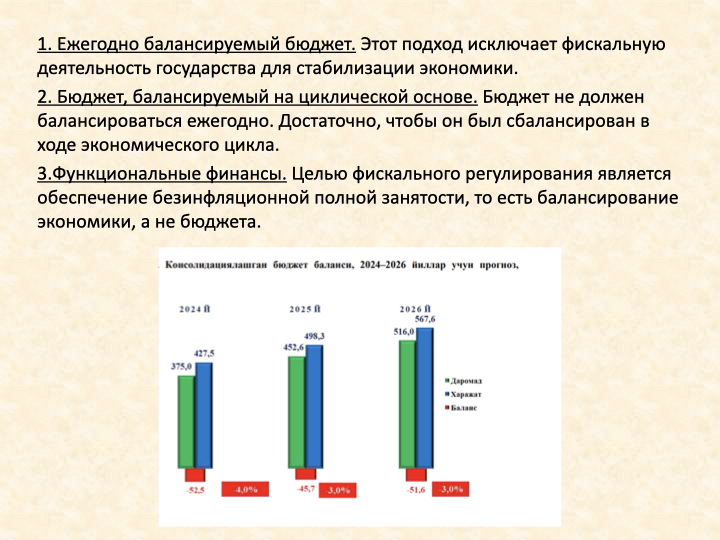 1. Ежегодно балансируемый бюджет. Этот подход исключает фискальную
деятельность государства для стабилизации экономики.
2. Бюджет, балансируемый на циклической основе. Бюджет не должен
балансироваться ежегодно. Достаточно, чтобы он был сбалансирован в
ходе экономического цикла.
3.Функциональные финансы. Целью фискального регулирования является
обеспечение безинфляционной полной занятости, то есть балансирование
экономики, а не бюджета.
Консолидациялашган бюджет баланси, 2024–2026 йиллар учун прогноз,
2024 Й
2025 Й
2026 Й
375,0
427,5
452,6
498,3
516,0
567,6
Даромад
Харажат
Баланс
-52,5
-4,0%
-45,7
-3,0%
-51,6
-3,0%